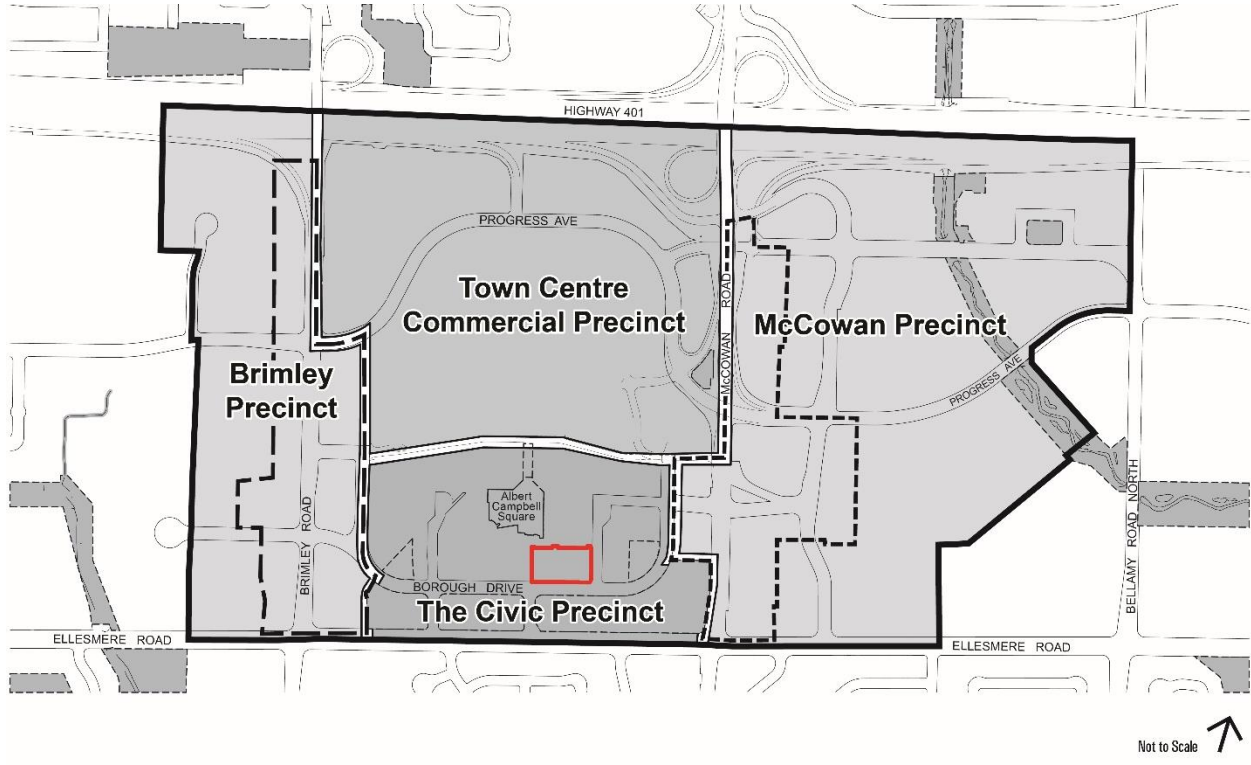 HIGHWAY 401
PROGRESS AVE
Town Centre
Commercial Precinct
McCOWAN ROAD
McCowan Precinct
Brimley
Precinct
PROGRESS AVE
Albert
Campbell
Square
BRIMLEY ROAD
BELLAMY ROAD NORTH
BOROUGH DRIVE
The Civic Precinct
ELLESMERE ROAD
ELLESMERE ROAD
Not to Scale